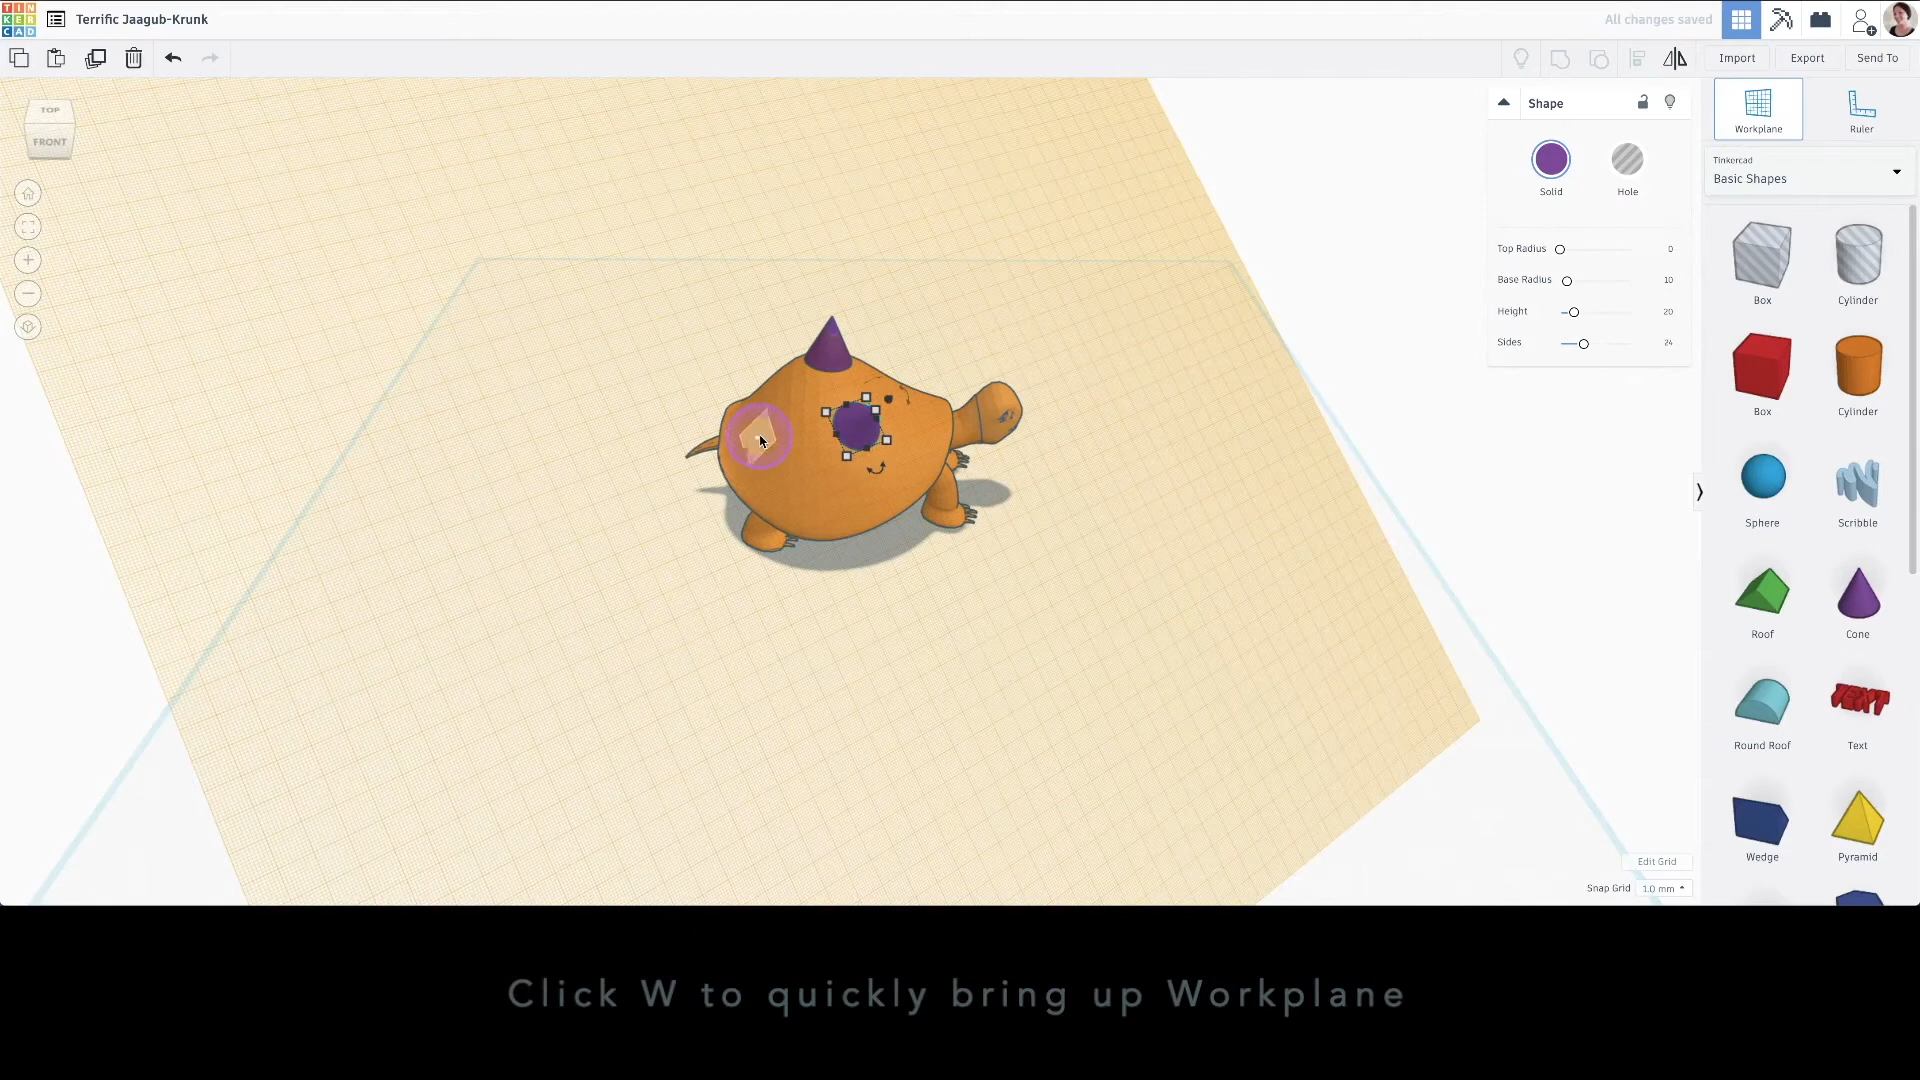 TIN
KER
CAD
Terrific Jaagub-Krunk
All changes saved
Import
Export
Send To
TOP
FRONT
Shape
Solid
Hole
Top Radius
0
Base Radius
10
Height
20
Sides
24
Workplane
Ruler
Tinkercad
Basic Shapes
Box
Cylinder
Box
Cylinder
Sphere
Scribble
Roof
Cone
Round Roof
TEXT
Text
Wedge
Pyramid
Edit Grid
Snap Grid
1.0 mm
Click W to quickly bring up Workplane